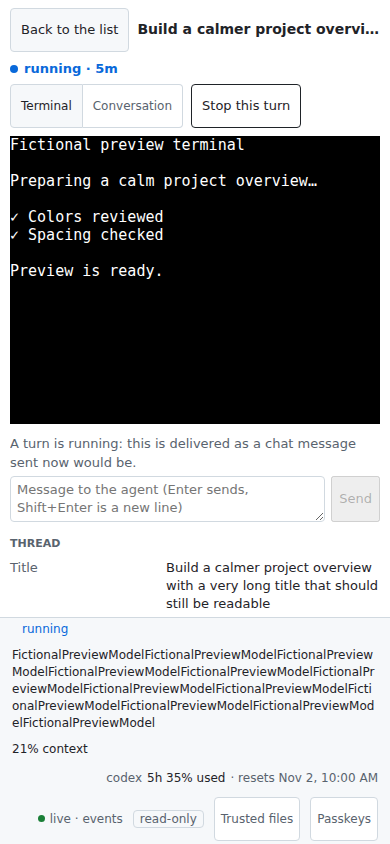 Back to the list
Build a calmer project overvi…
running · 5m
Terminal
Conversation
Stop this turn
Fictional preview terminal
Preparing a calm project overview…
✓ Colors reviewed
✓ Spacing checked
Preview is ready.
A turn is running: this is delivered as a chat message
sent now would be.
Message to the agent (Enter sends,
Shift+Enter is a new line)
Send
THREAD
Title
Build a calmer project overview
with a very long title that should
still be readable
running
FictionalPreviewModelFictionalPreviewModelFictionalPreview
ModelFictionalPreviewModelFictionalPreviewModelFictionalPr
eviewModelFictionalPreviewModelFictionalPreviewModelFicti
onalPreviewModelFictionalPreviewModelFictionalPreviewMod
elFictionalPreviewModel
21% context
codex 5h 35% used · resets Nov 2, 10:00 AM
live · events
read-only
Trusted files
Passkeys